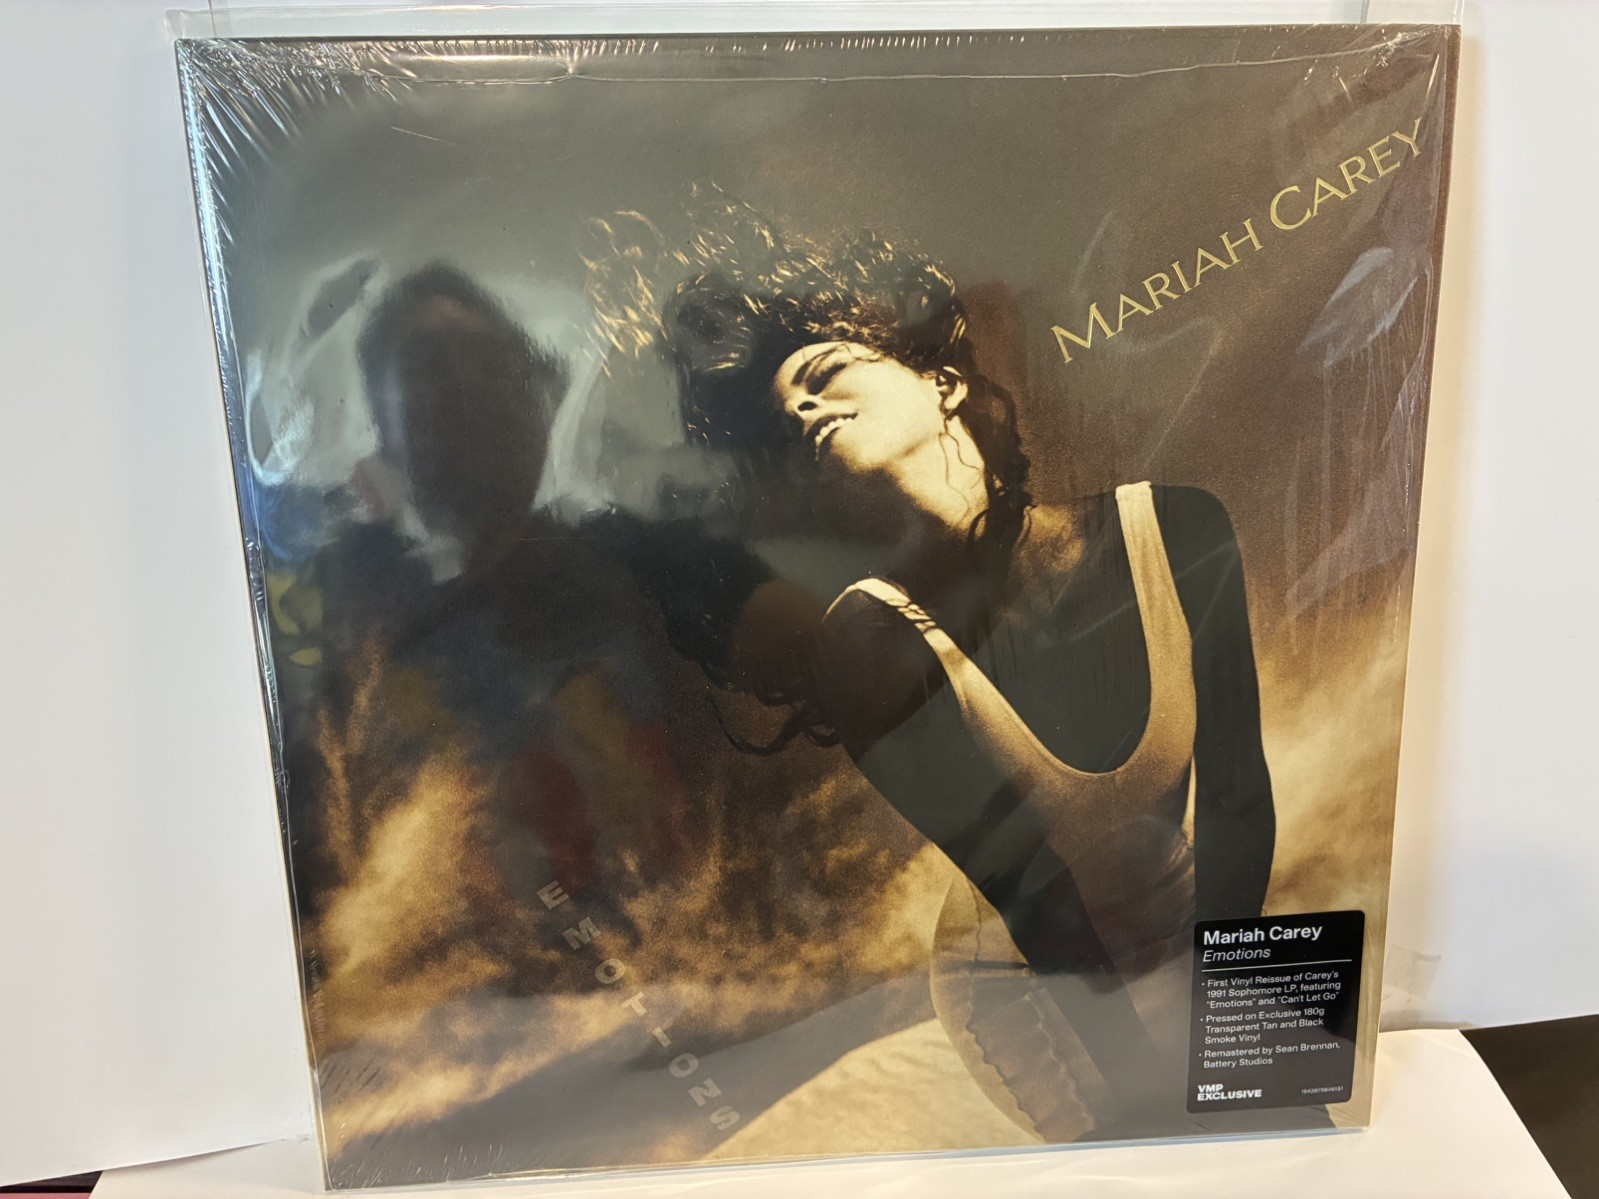 MARIAH CAREY
EMOTIONS
Mariah Carey
Emotions
• First Vinyl Reissue of Carey's
1991 Sophomore LP, featuring
"Emotions" and "Can't Let Go"
• Pressed on Exclusive 180g
Transparent Tan and Black
Smoke Vinyl
• Remastered by Sean Brennan,
Battery Studios
VMP
EXCLUSIVE